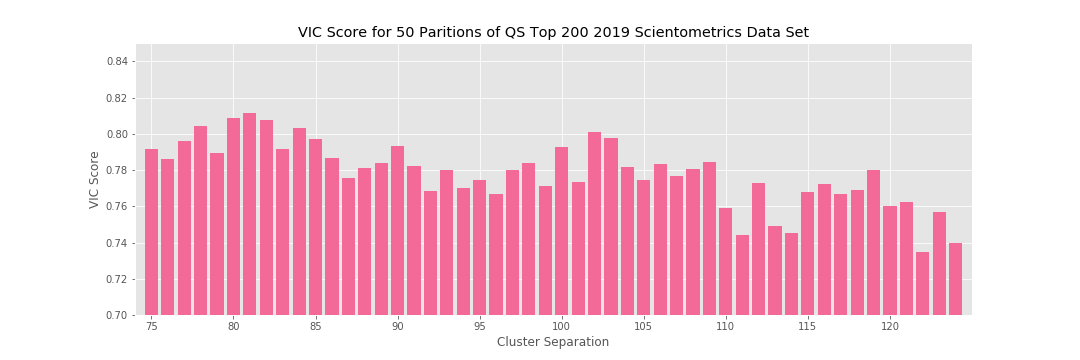 VIC Score for 50 Paritions of QS Top 200 2019 Scientometrics Data Set
0.84
0.82
0.80
0.78
0.76
0.74
0.72
0.70
VIC Score
75 80 85 90 95 100 105 110 115 120
Cluster Separation